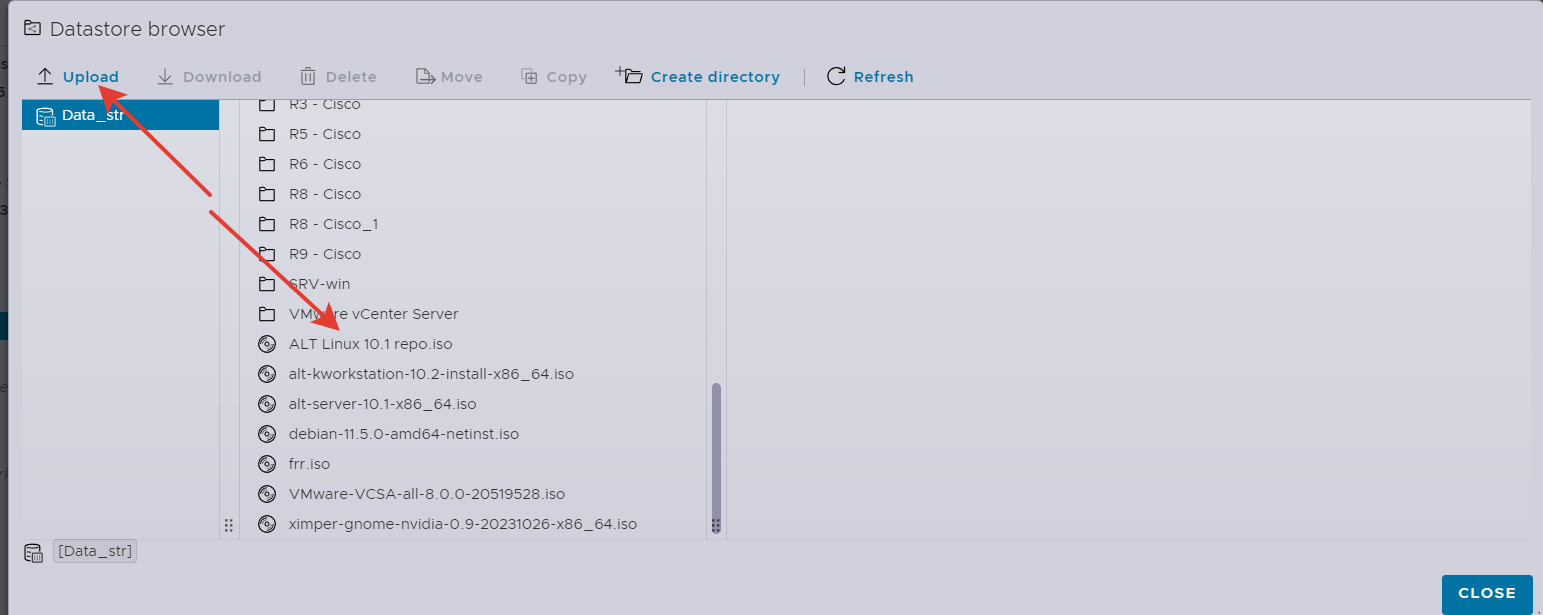 Datastore browser
Upload Download Delete Move Copy Create directory Refresh
Data_str
R3 - Cisco
R5 - Cisco
R6 - Cisco
R8 - Cisco
R8 - Cisco_1
R9 - Cisco
SRV-win
VMware vCenter Server
ALT Linux 10.1 repo.iso
alt-kworkstation-10.2-install-x86_64.iso
alt-server-10.1-x86_64.iso
debian-11.5.0-amd64-netinst.iso
frr.iso
VMware-VCSA-all-8.0.0-20519528.iso
ximper-gnome-nvidia-0.9-20231026-x86_64.iso
[Data_str]
CLOSE